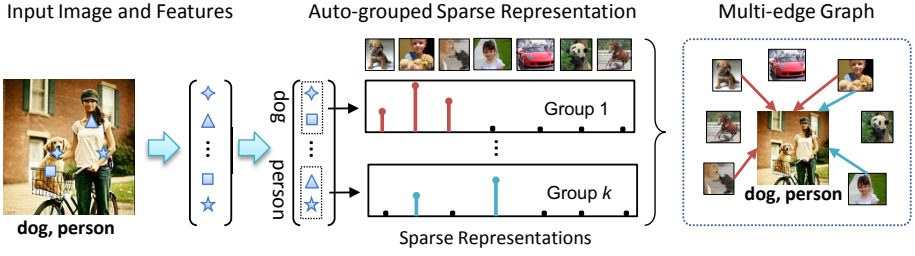 Input Image and Features
Auto-grouped Sparse Representation
Multi-edge Graph
dog
person
Group 1
Group k
Sparse Representations
dog, person
dog, person